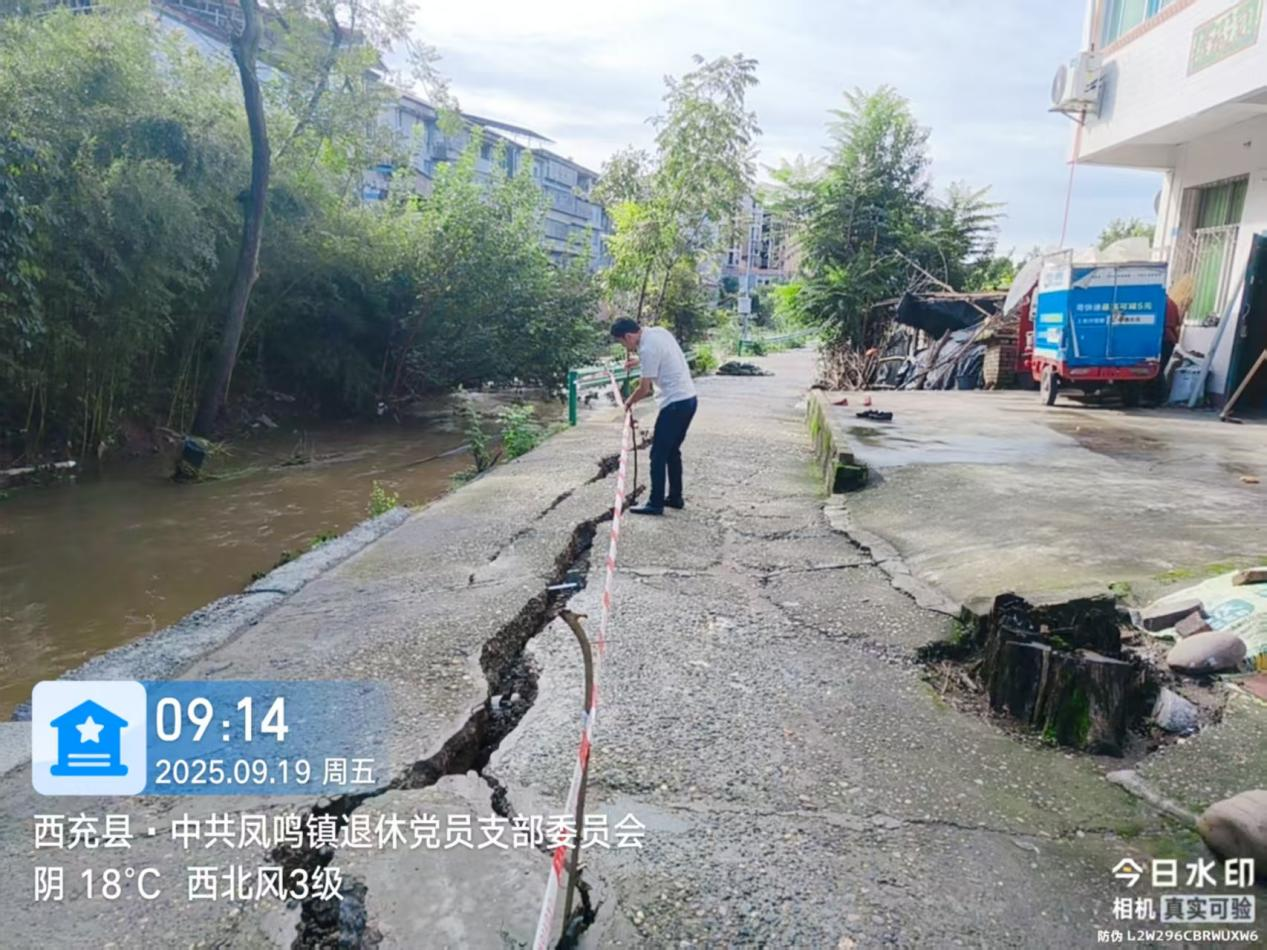 09:14
2025.09.19 周五
西充县·中共凤鸣镇退休党员支部委员会
阴 18°C 西北风3级
今日水印
相机 真实可验
防伪 L2W296CBRWUXW6